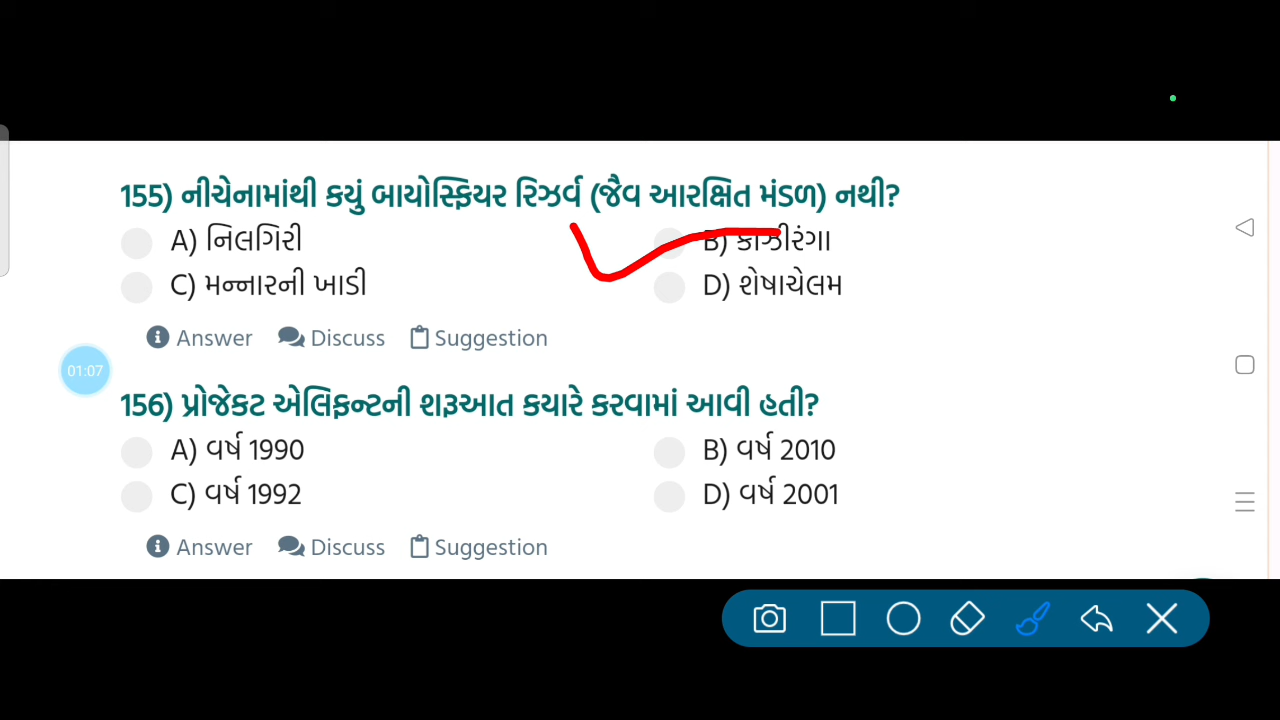 155) નીચેનામાંથી કયું બાયોસ્ફિયર રિઝર્વ (જૈવ આરક્ષિત મંડળ) નથી?
A) નિલગિરી B) કાઝીરંગા
C) મન્નારની ખાડી D) શેષાચેલમ
Answer Discuss Suggestion
01:07
156) પ્રોજેકટ એલિફન્ટની શરૂઆત કયારે કરવામાં આવી હતી?
A) વર્ષ 1990 B) વર્ષ 2010
C) વર્ષ 1992 D) વર્ષ 2001
Answer Discuss Suggestion